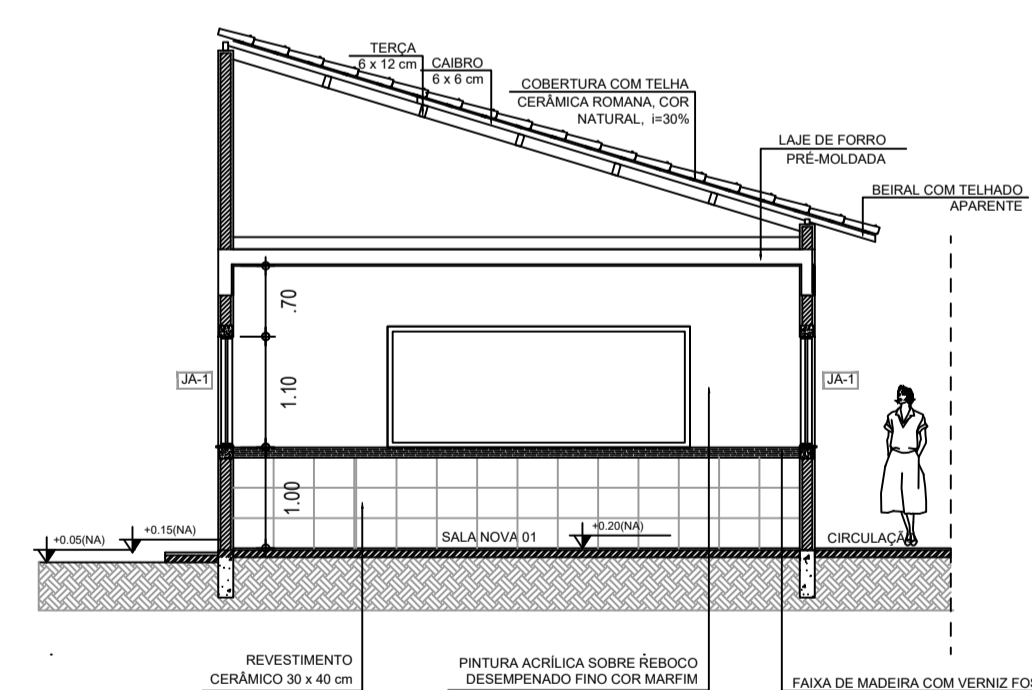 TERÇA
6 x 12 cm
CAIBRO
6 x 6 cm
COBERTURA COM TELHA
CERÂMICA ROMANA, COR
NATURAL, i=30%
LAJE DE FORRO
PRÉ-MOLDADA
BEIRAL COM TELHADO
APARENTE
.70
JA-1
1.10
JA-1
1.00
+0.05(NA)
+0.15(NA)
SALA NOVA 01
+0.20(NA)
CIRCULAÇÃ
REVESTIMENTO
CERÂMICO 30 x 40 cm
PINTURA ACRÍLICA SOBRE REBOCO
DESEMPENADO FINO COR MARFIM
FAIXA DE MADEIRA COM VERNIZ FOS